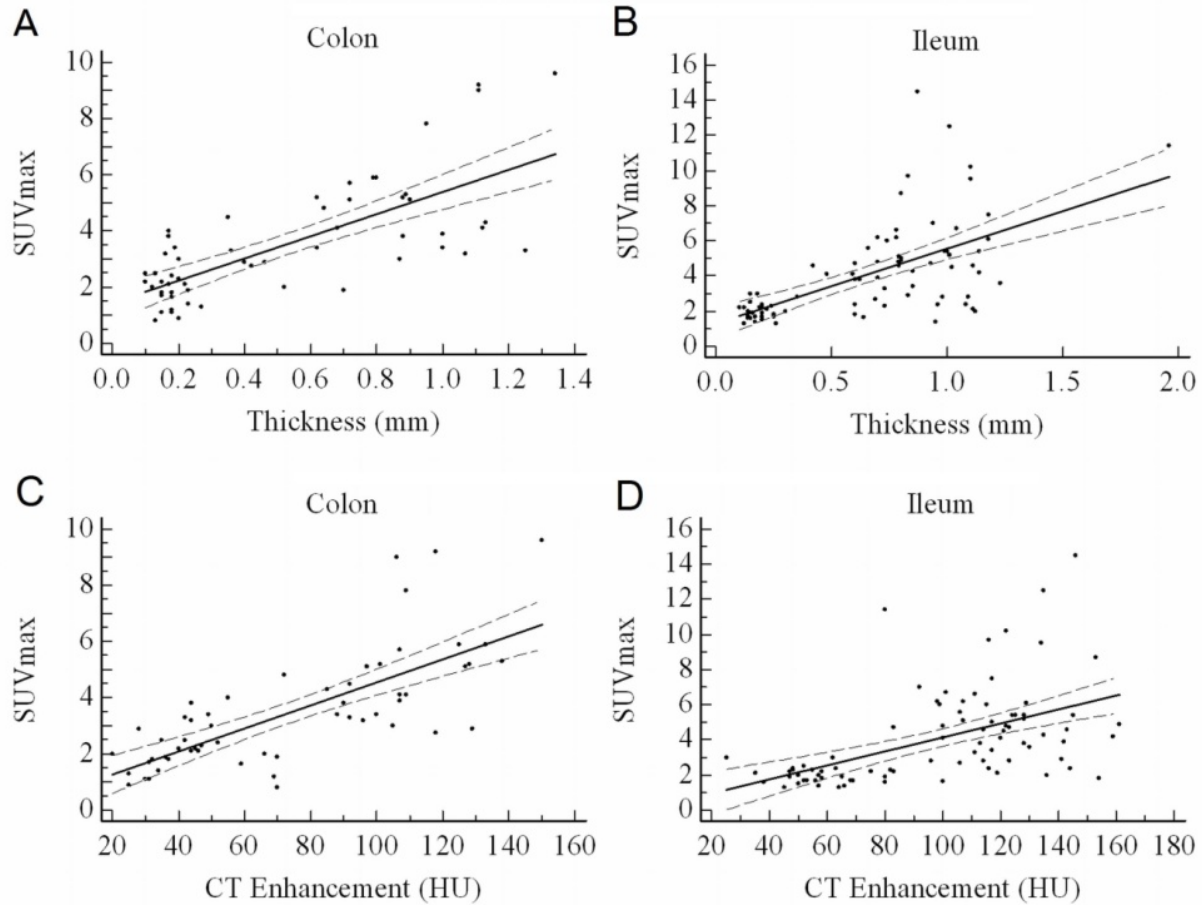 A
Colon
SUVmax
10
8
6
4
2
0
0.0 0.2 0.4 0.6 0.8 1.0 1.2 1.4
Thickness (mm)
B
Ileum
SUVmax
16
14
12
10
8
6
4
2
0
0.0 0.5 1.0 1.5 2.0
Thickness (mm)
C
Colon
SUVmax
10
8
6
4
2
0
20 40 60 80 100 120 140 160
CT Enhancement (HU)
D
Ileum
SUVmax
16
14
12
10
8
6
4
2
0
20 40 60 80 100 120 140 160 180
CT Enhancement (HU)